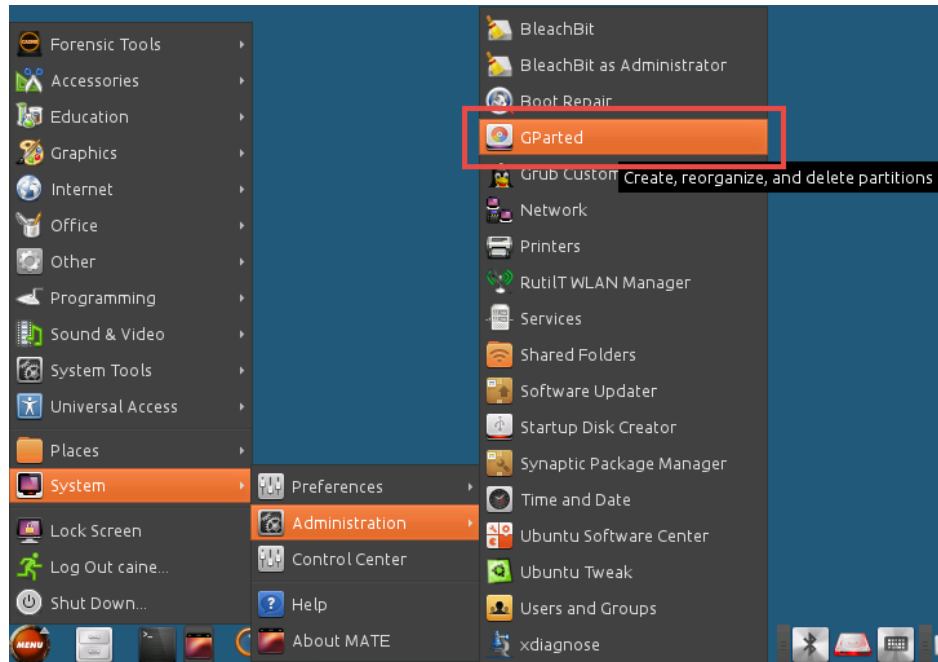 Forensic Tools
Accessories
Education
Graphics
Internet
Office
Other
Programming
Sound & Video
System Tools
Universal Access
Places
System
Lock Screen
Log Out caine...
Shut Down...
MENU
Preferences
Administration
Control Center
Help
About MATE
BleachBit
BleachBit as Administrator
Boot Repair
GParted
Grub Custom
Create, reorganize, and delete partitions
Network
Printers
RutilT WLAN Manager
Services
Shared Folders
Software Updater
Startup Disk Creator
Synaptic Package Manager
Time and Date
Ubuntu Software Center
Ubuntu Tweak
Users and Groups
xdiagnose